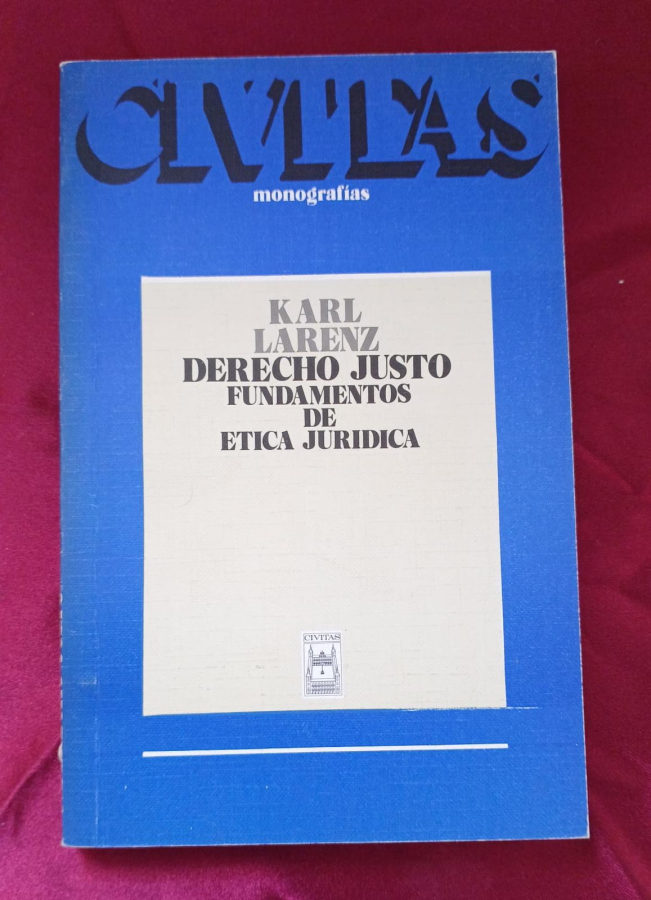 CIVITAS
monografías
KARL
LARENZ
DERECHO JUSTO
FUNDAMENTOS
DE
ETICA JURIDICA
CIVITAS